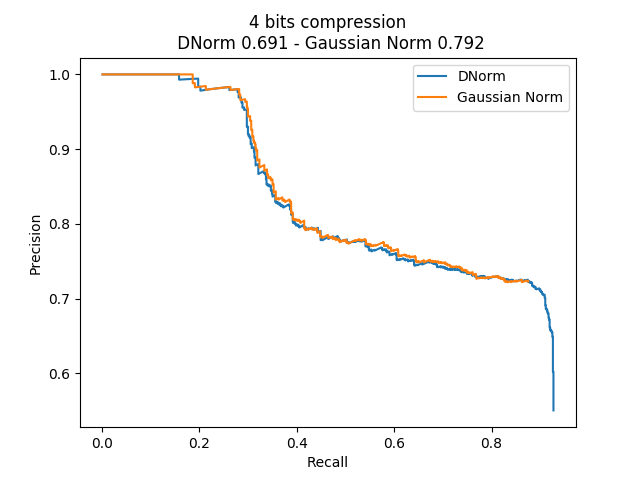 4 bits compression
DNorm 0.691 - Gaussian Norm 0.792
DNorm
Gaussian Norm
1.0
0.9
0.8
0.7
0.6
Precision
0.0 0.2 0.4 0.6 0.8
Recall